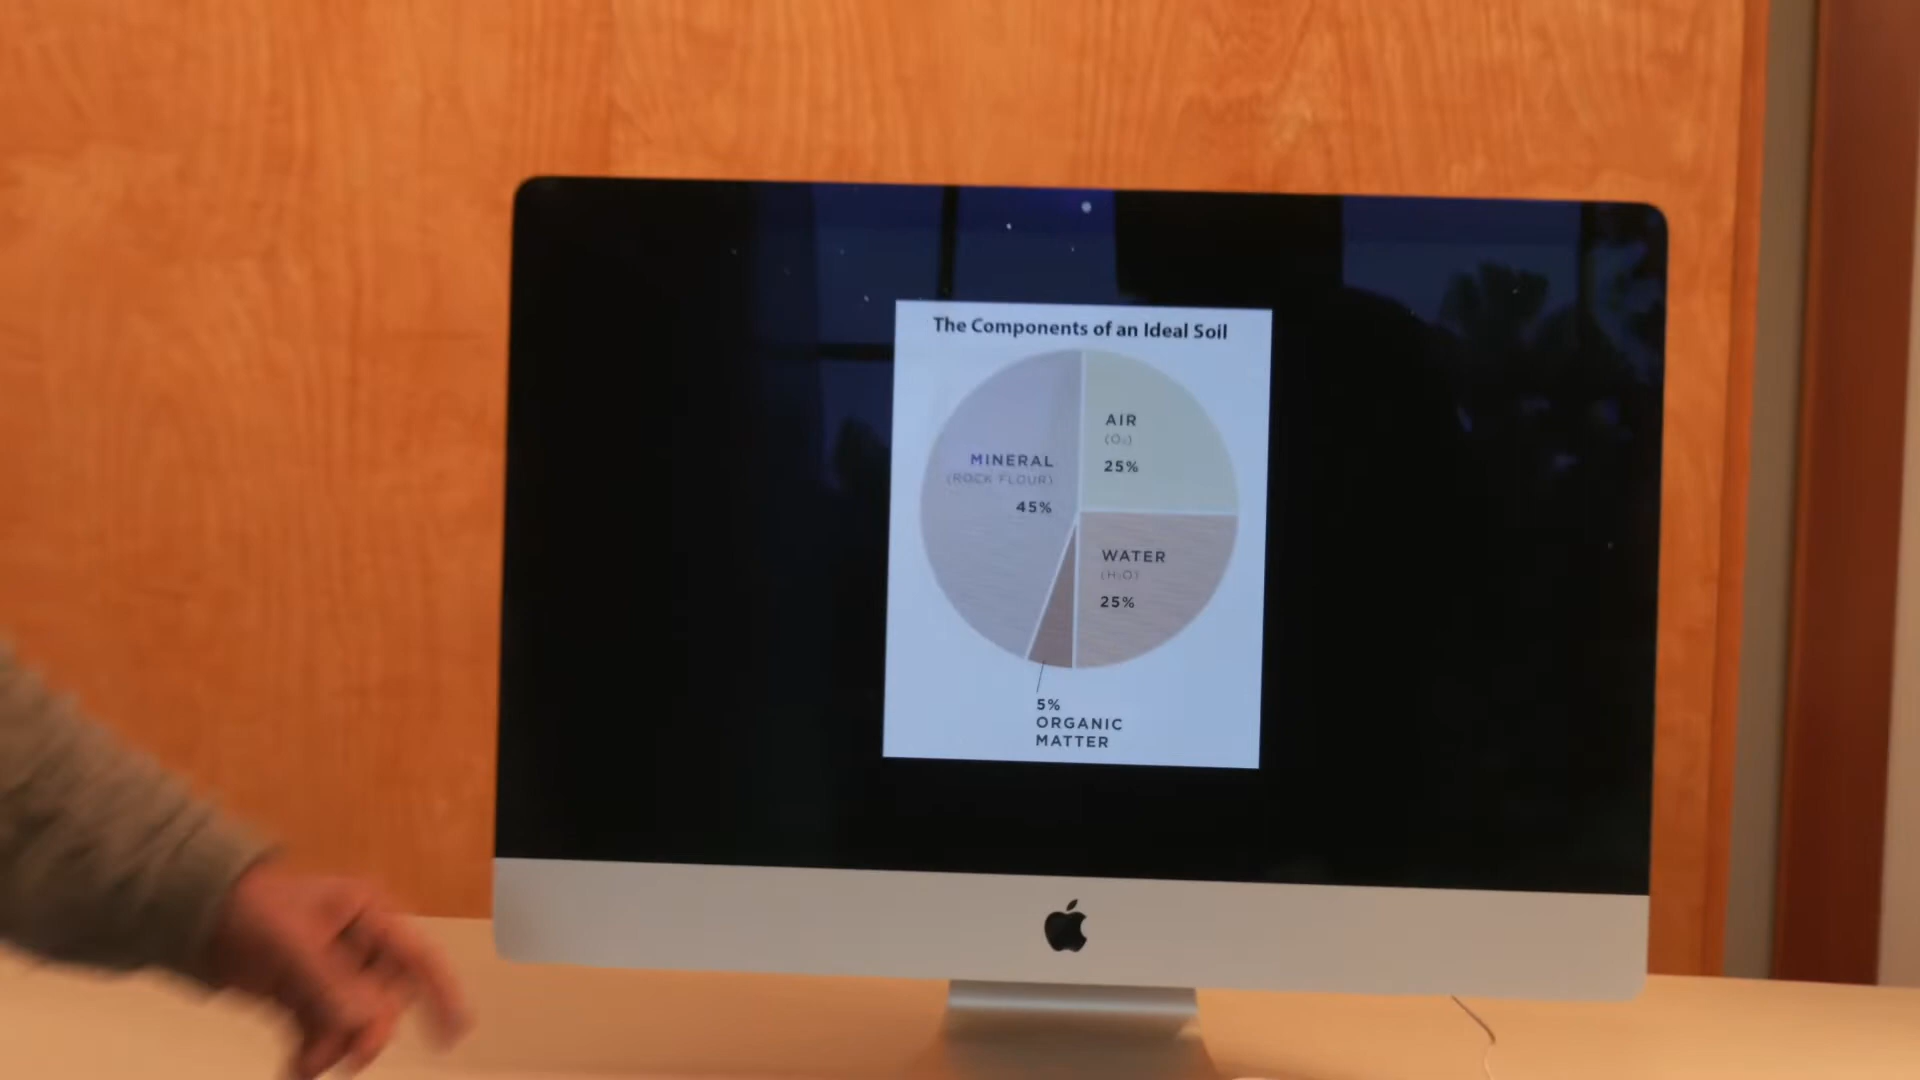 The Components of an Ideal Soil
AIR
(O₂)
25%
MINERAL
(ROCK FLOUR)
45%
WATER
(H₂O)
25%
5%
ORGANIC
MATTER